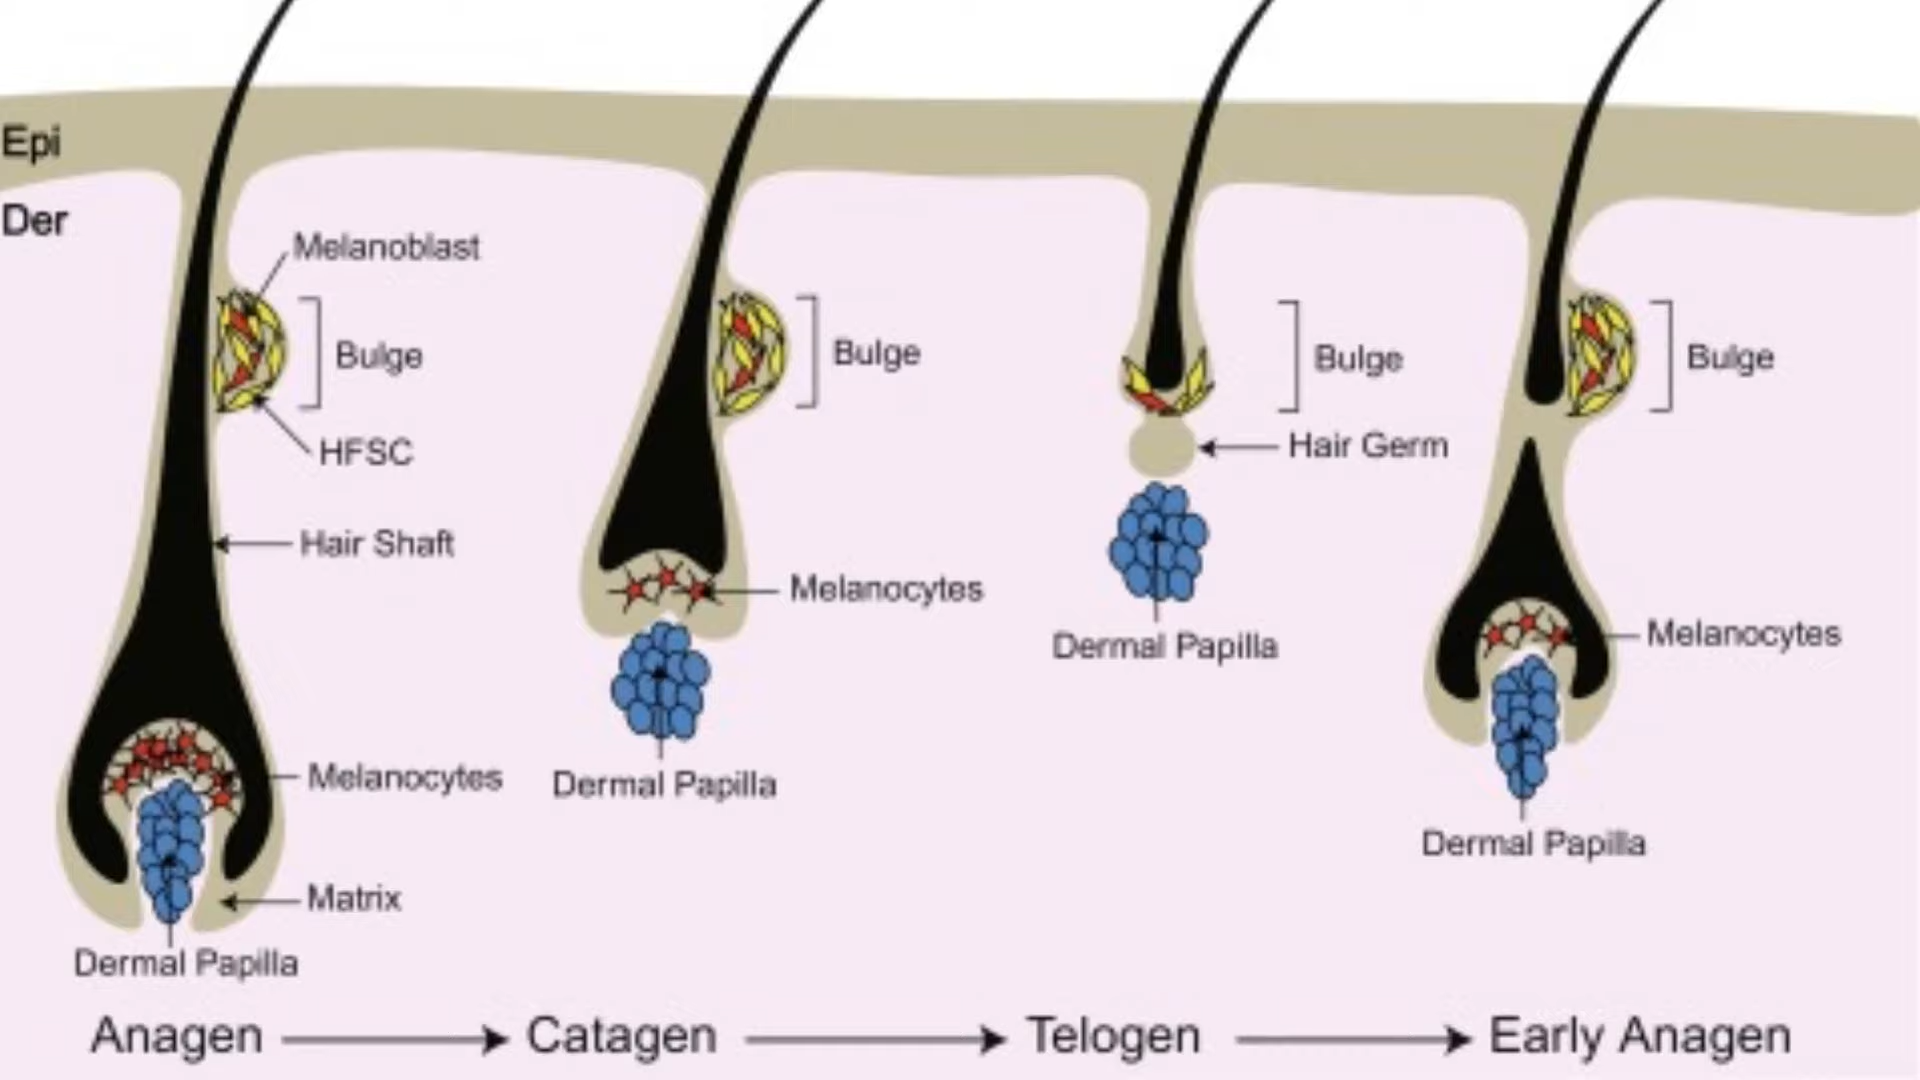 Epi
Der
Melanoblast
Bulge
HFSC
Hair Shaft
Melanocytes
Matrix
Dermal Papilla
Bulge
Melanocytes
Dermal Papilla
Bulge
Hair Germ
Dermal Papilla
Bulge
Melanocytes
Dermal Papilla
Anagen
Catagen
Telogen
Early Anagen